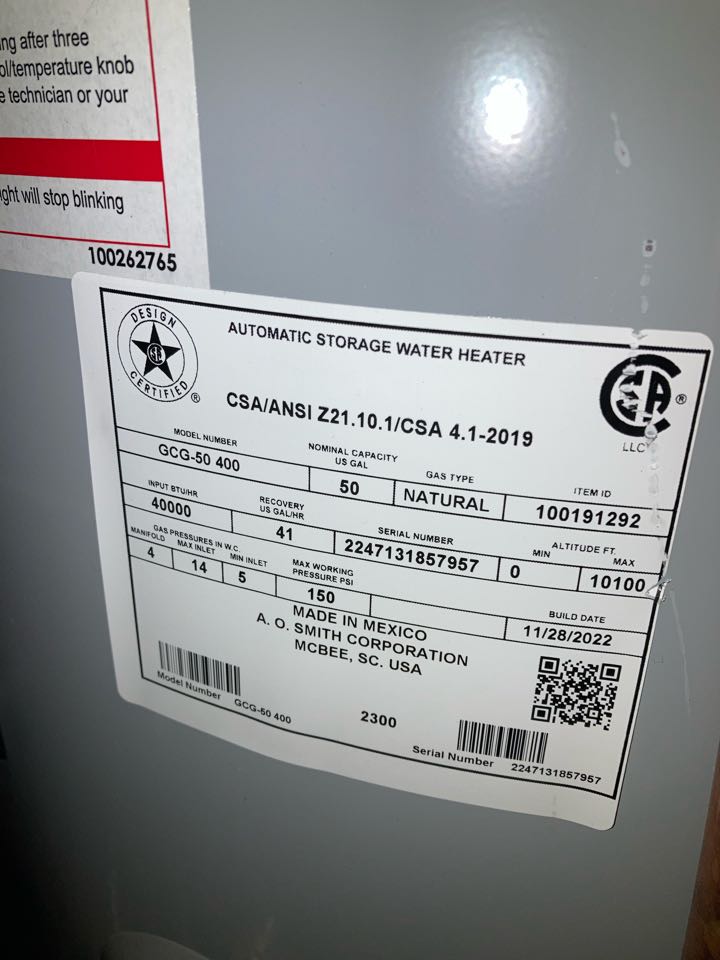 ng after three
ol/temperature knob
e technician or your
ght will stop blinking
100262765
DESIGN CERTIFIED ®
AUTOMATIC STORAGE WATER HEATER
CSA/ANSI Z21.10.1/CSA 4.1-2019
® LLC
MODEL NUMBER
GCG-50 400
NOMINAL CAPACITY
US GAL
50
GAS TYPE
NATURAL
ITEM ID
100191292
INPUT BTU/HR
40000
RECOVERY
US GAL/HR
41
SERIAL NUMBER
2247131857957
ALTITUDE FT.
MIN MAX
0 10100
GAS PRESSURES IN W.C.
MANIFOLD MAX INLET MIN INLET
4 14 5
MAX WORKING
PRESSURE PSI
150
BUILD DATE
11/28/2022
MADE IN MEXICO
A. O. SMITH CORPORATION
MCBEE, SC. USA
Model Number GCG-50 400
2300
Serial Number 2247131857957